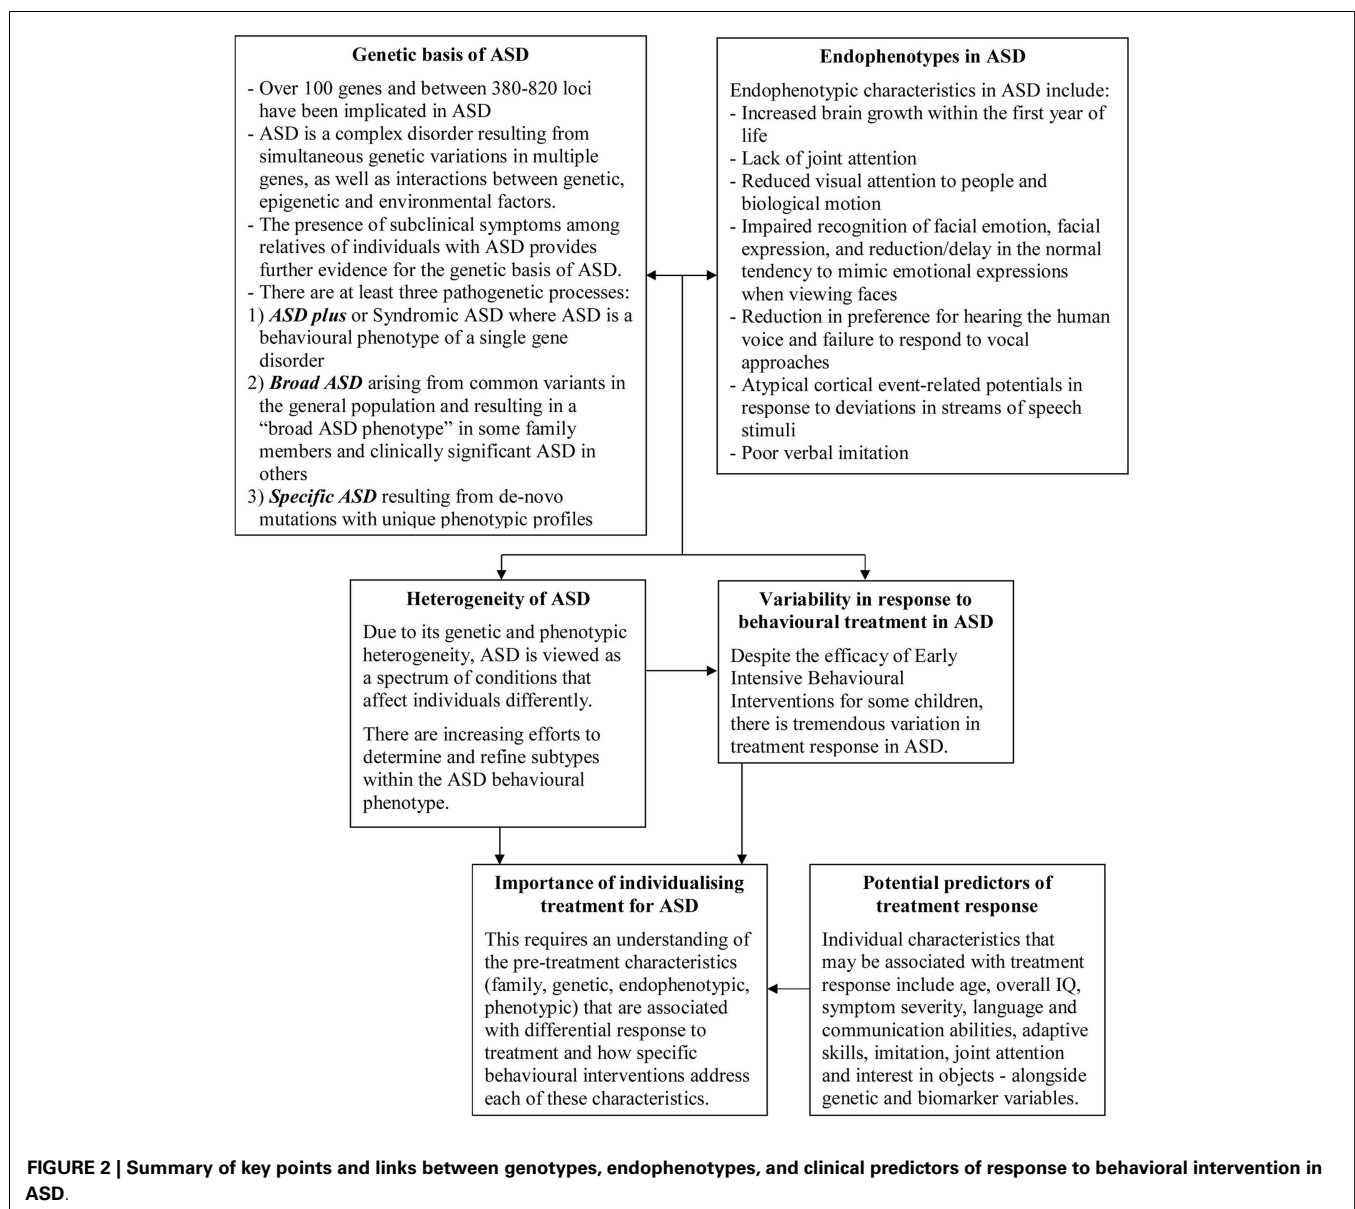 Genetic basis of ASD
- Over 100 genes and between 380-820 loci
have been implicated in ASD
- ASD is a complex disorder resulting from
simultaneous genetic variations in multiple
genes, as well as interactions between genetic,
epigenetic and environmental factors.
- The presence of subclinical symptoms among
relatives of individuals with ASD provides
further evidence for the genetic basis of ASD.
- There are at least three pathogenetic processes:
1) ASD plus or Syndromic ASD where ASD is a
behavioural phenotype of a single gene
disorder
2) Broad ASD arising from common variants in
the general population and resulting in a
“broad ASD phenotype” in some family
members and clinically significant ASD in
others
3) Specific ASD resulting from de-novo
mutations with unique phenotypic profiles
Endophenotypes in ASD
Endophenotypic characteristics in ASD include:
- Increased brain growth within the first year of
life
- Lack of joint attention
- Reduced visual attention to people and
biological motion
- Impaired recognition of facial emotion, facial
expression, and reduction/delay in the normal
tendency to mimic emotional expressions
when viewing faces
- Reduction in preference for hearing the human
voice and failure to respond to vocal
approaches
- Atypical cortical event-related potentials in
response to deviations in streams of speech
stimuli
- Poor verbal imitation
Heterogeneity of ASD
Due to its genetic and phenotypic
heterogeneity, ASD is viewed as
a spectrum of conditions that
affect individuals differently.
There are increasing efforts to
determine and refine subtypes
within the ASD behavioural
phenotype.
Variability in response to
behavioural treatment in ASD
Despite the efficacy of Early
Intensive Behavioural
Interventions for some children,
there is tremendous variation in
treatment response in ASD.
Importance of individualising
treatment for ASD
This requires an understanding of
the pre-treatment characteristics
(family, genetic, endophenotypic,
phenotypic) that are associated
with differential response to
treatment and how specific
behavioural interventions address
each of these characteristics.
Potential predictors of
treatment response
Individual characteristics that
may be associated with treatment
response include age, overall IQ,
symptom severity, language and
communication abilities, adaptive
skills, imitation, joint attention
and interest in objects - alongside
genetic and biomarker variables.
FIGURE 2 | Summary of key points and links between genotypes, endophenotypes, and clinical predictors of response to behavioral intervention in
ASD.